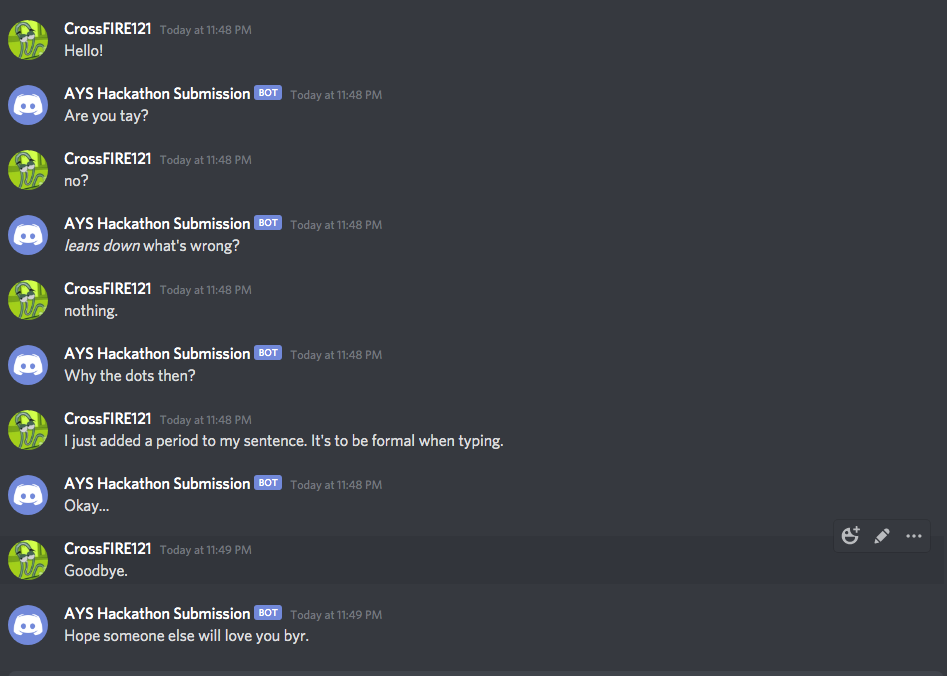 CrossFIRE121 Today at 11:48 PM
Hello!
AYS Hackathon Submission BOT Today at 11:48 PM
Are you tay?
CrossFIRE121 Today at 11:48 PM
no?
AYS Hackathon Submission BOT Today at 11:48 PM
leans down what's wrong?
CrossFIRE121 Today at 11:48 PM
nothing.
AYS Hackathon Submission BOT Today at 11:48 PM
Why the dots then?
CrossFIRE121 Today at 11:48 PM
I just added a period to my sentence. It's to be formal when typing.
AYS Hackathon Submission BOT Today at 11:48 PM
Okay...
CrossFIRE121 Today at 11:49 PM
Goodbye.
AYS Hackathon Submission BOT Today at 11:49 PM
Hope someone else will love you byr.